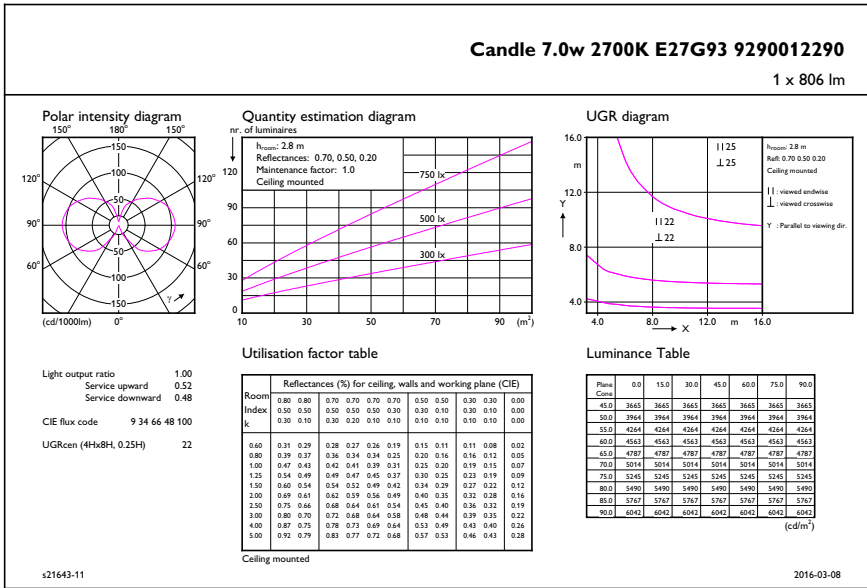 Candle 7.0w 2700K E27G93 9290012290
1 x 806 lm
Polar intensity diagram
150° 180° 150°
150
120° 100 120°
50
90° 90°
50
60° 100 60°
150
γ
(cd/1000lm) 0°
Quantity estimation diagram
nr. of luminaires
hroom: 2.8 m
Reflectances: 0.70, 0.50, 0.20
Maintenance factor: 1.0
Ceiling mounted
120
90
60
30
0
750 lx
500 lx
300 lx
10 30 50 70 90 (m²)
UGR diagram
16.0
m
12.0
Y
8.0
4.0
|| 25
⊥ 25
|| 22
⊥ 22
4.0 8.0 12.0 m 16.0
X
hroom: 2.8 m
Refl: 0.70 0.50 0.20
Ceiling mounted
|| : viewed endwise
⊥ : viewed crosswise
Y : Parallel to viewing dir.
Light output ratio 1.00
Service upward 0.52
Service downward 0.48
CIE flux code 9 34 66 48 100
UGRcen (4Hx8H, 0.25H) 22
Utilisation factor table
Reflectances (%) for ceiling, walls and working plane (CIE)
Room Index k
0.80 0.80 0.70 0.70 0.70 0.70 0.50 0.50 0.30 0.30 0.00
0.50 0.50 0.50 0.50 0.50 0.30 0.30 0.10 0.30 0.10 0.00
0.30 0.10 0.30 0.20 0.10 0.10 0.10 0.10 0.10 0.10 0.00
0.60 0.31 0.29 0.28 0.27 0.26 0.19 0.15 0.11 0.11 0.08 0.02
0.80 0.39 0.37 0.36 0.34 0.34 0.25 0.20 0.16 0.16 0.12 0.05
1.00 0.47 0.43 0.42 0.41 0.39 0.31 0.25 0.20 0.19 0.15 0.07
1.25 0.54 0.49 0.49 0.47 0.45 0.37 0.30 0.25 0.23 0.19 0.09
1.50 0.60 0.54 0.54 0.52 0.49 0.42 0.34 0.29 0.27 0.22 0.12
2.00 0.69 0.61 0.62 0.59 0.56 0.49 0.40 0.35 0.32 0.28 0.16
2.50 0.75 0.66 0.68 0.64 0.61 0.54 0.45 0.40 0.36 0.32 0.19
3.00 0.80 0.70 0.72 0.68 0.64 0.58 0.48 0.44 0.39 0.35 0.22
4.00 0.87 0.75 0.78 0.73 0.69 0.64 0.53 0.49 0.43 0.40 0.26
5.00 0.92 0.79 0.83 0.77 0.72 0.68 0.57 0.53 0.46 0.43 0.28
Ceiling mounted
Luminance Table
Plane 0.0 15.0 30.0 45.0 60.0 75.0 90.0
Cone
45.0 3665 3665 3665 3665 3665 3665 3665
50.0 3964 3964 3964 3964 3964 3964 3964
55.0 4264 4264 4264 4264 4264 4264 4264
60.0 4563 4563 4563 4563 4563 4563 4563
65.0 4787 4787 4787 4787 4787 4787 4787
70.0 5014 5014 5014 5014 5014 5014 5014
75.0 5245 5245 5245 5245 5245 5245 5245
80.0 5490 5490 5490 5490 5490 5490 5490
85.0 5767 5767 5767 5767 5767 5767 5767
90.0 6042 6042 6042 6042 6042 6042 6042
(cd/m²)
s21643-11 2016-03-08